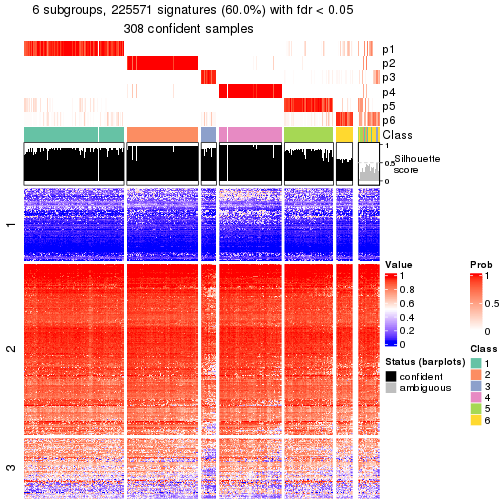 6 subgroups, 225571 signatures (60.0%) with fdr < 0.05
308 confident samples
p1
p2
p3
p4
p5
p6
Class
1
0.5
0
Silhouette
score
1
2
3
Value
1
0.8
0.6
0.4
0.2
0
Prob
1
0.5
0
Status (barplots)
confident
ambiguous
Class
1
2
3
4
5
6